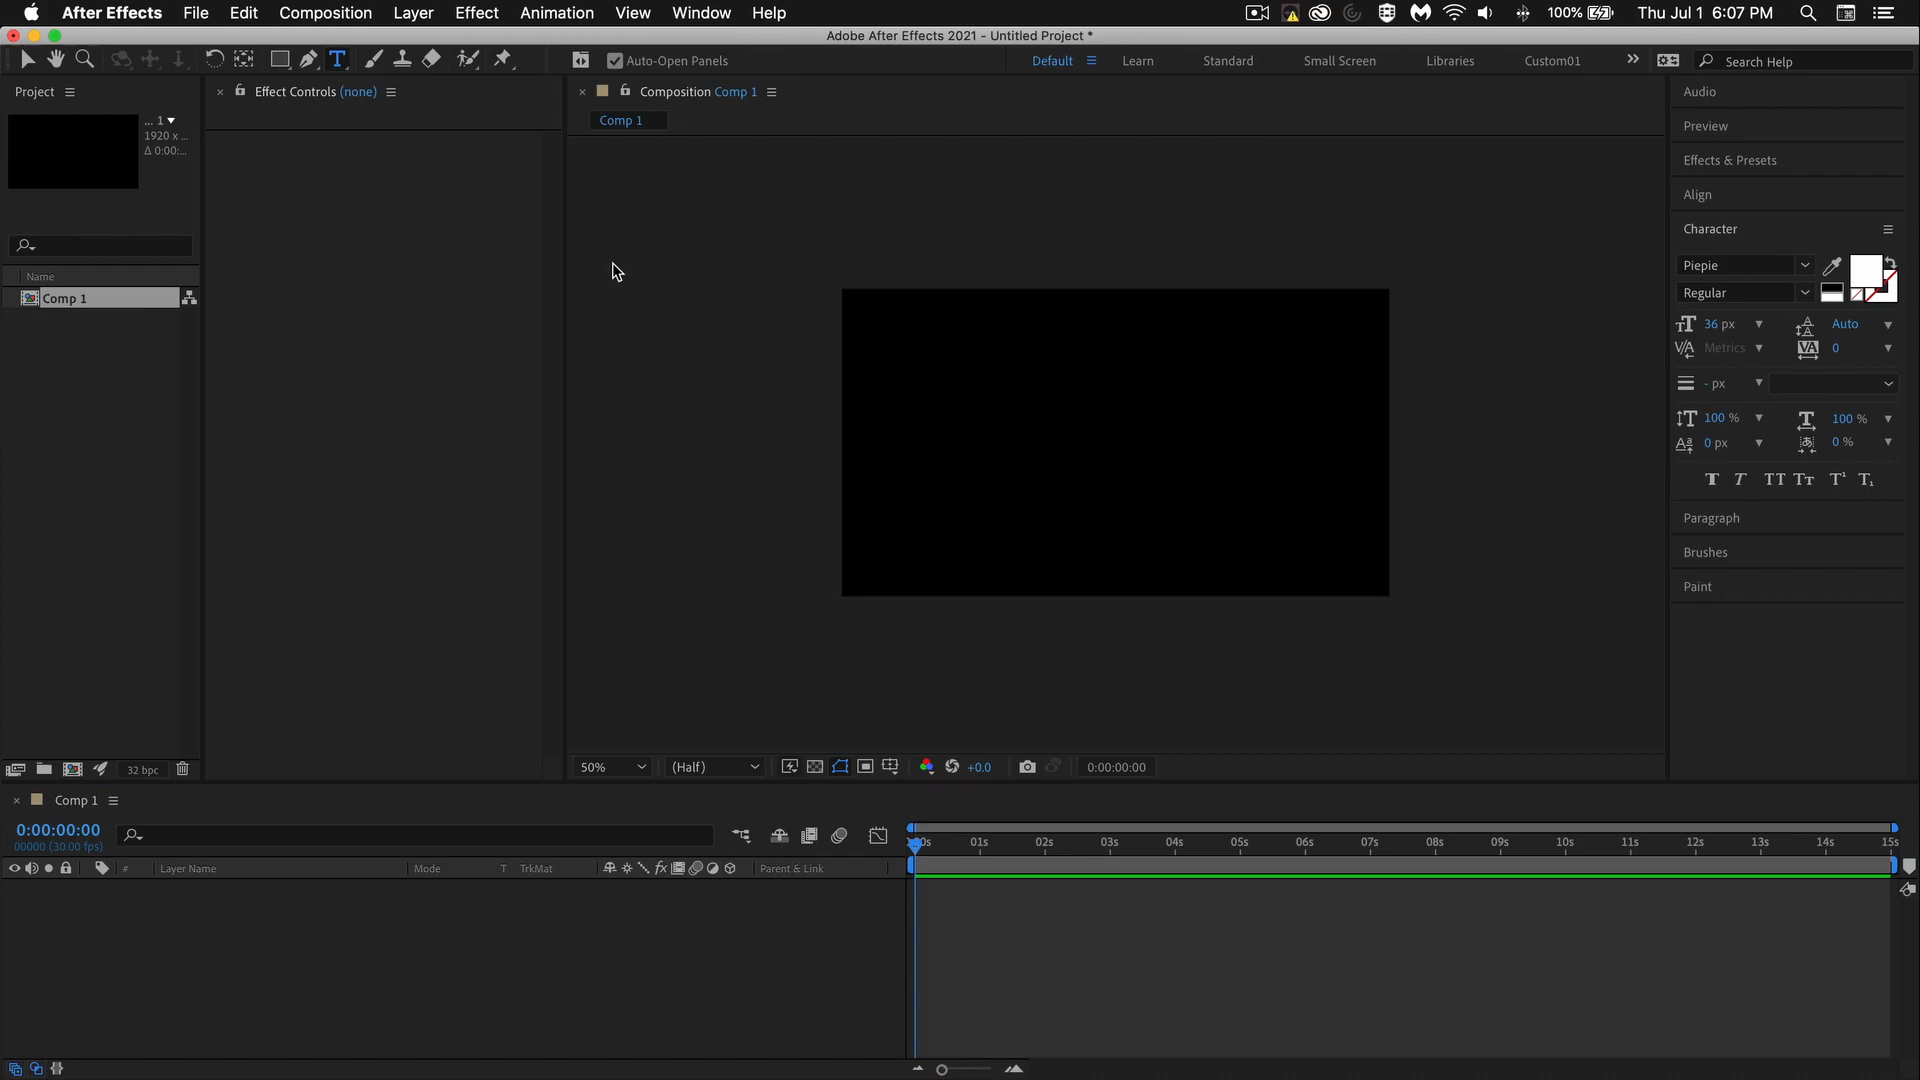 After Effects File Edit Composition Layer Effect Animation View Window Help 100% Thu Jul 1 6:07 PM
Adobe After Effects 2021 - Untitled Project *
Auto-Open Panels Default Learn Standard Small Screen Libraries Custom01 Search Help
Project Effect Controls (none) Composition Comp 1 Audio
... 1
1920 x ...
Δ 0:00:...
Comp 1
Preview
Effects & Presets
Align
Character
Name
Comp 1
Piepie
Regular
36 px Auto
Metrics 0
- px
100 % 100 %
0 px 0 %
T T TT Tt T¹ T₁
Paragraph
Brushes
Paint
32 bpc 50% (Half) +0.0 0:00:00:00
Comp 1
0:00:00:00
00000 (30.00 fps)
01s 02s 03s 04s 05s 06s 07s 08s 09s 10s 11s 12s 13s 14s 15s
# Layer Name Mode T TrkMat Parent & Link